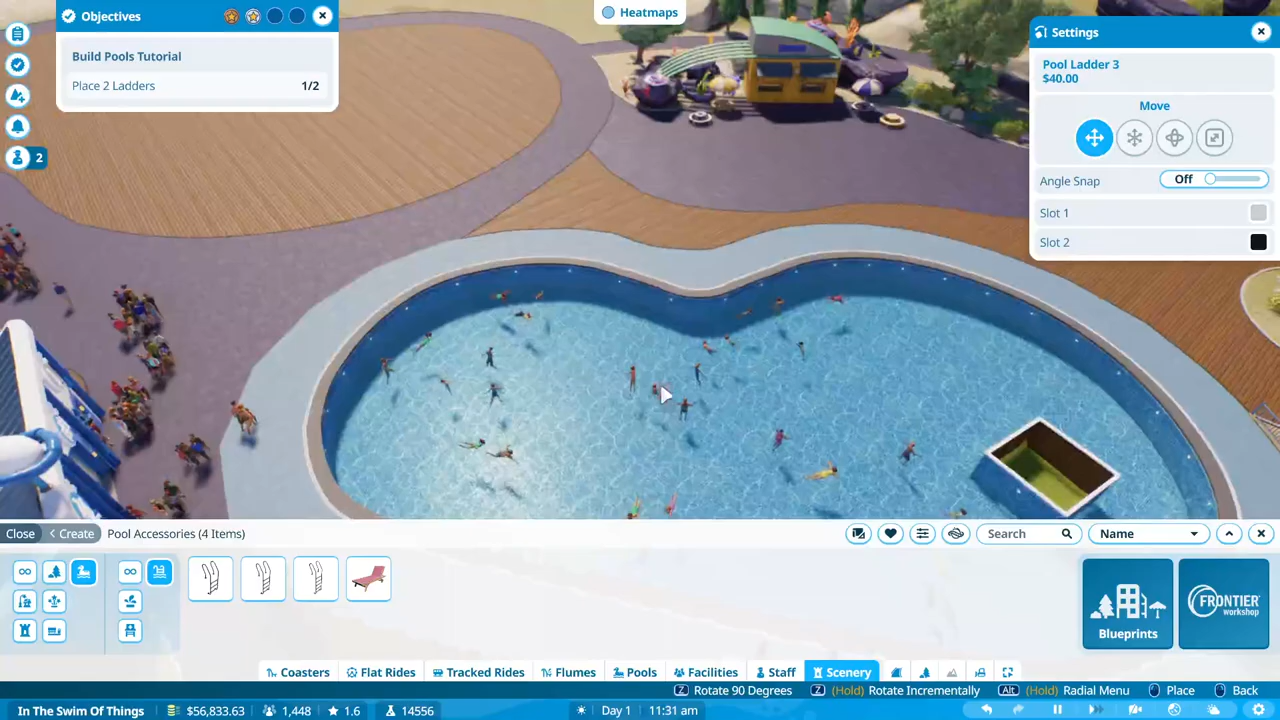 Objectives
Heatmaps
Settings
Build Pools Tutorial
Place 2 Ladders 1/2
2
Pool Ladder 3
$40.00
Move
Angle Snap Off
Slot 1
Slot 2
Close < Create Pool Accessories (4 Items)
Search
Name
Blueprints
FRONTIER workshop
Coasters Flat Rides Tracked Rides Flumes Pools Facilities Staff Scenery
Z Rotate 90 Degrees Z (Hold) Rotate Incrementally Alt (Hold) Radial Menu Place Back
In The Swim Of Things $56,833.63 1,448 1.6 14556 Day 1 11:31 am